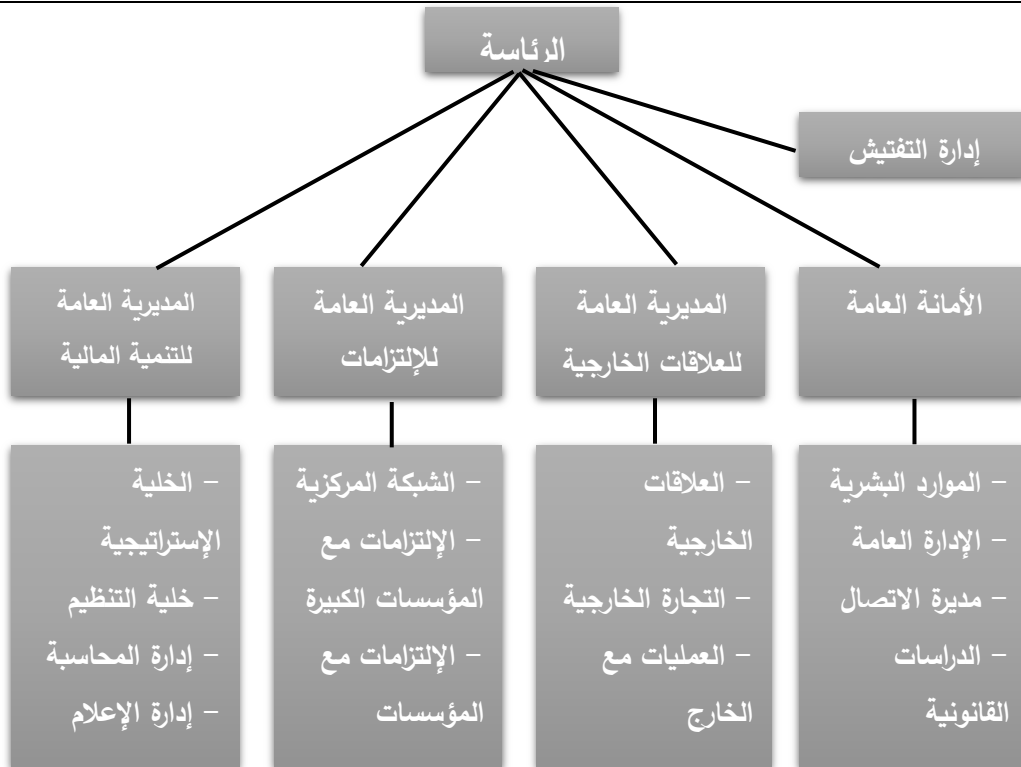 الرئاسة
إدارة التفتيش
الأمانة العامة
المديرية العامة
للعلاقات الخارجية
المديرية العامة
للإلتزامات
المديرية العامة
للتنمية المالية
- الموارد البشرية
- الإدارة العامة
- مديرة الاتصال
- الدراسات
القانونية
- العلاقات
الخارجية
- التجارة الخارجية
- العمليات مع
الخارج
- الشبكة المركزية
- الإلتزامات مع
المؤسسات الكبيرة
- الإلتزامات مع
المؤسسات
- الخلية
الإستراتيجية
- خلية التنظيم
- إدارة المحاسبة
- إدارة الإعلام